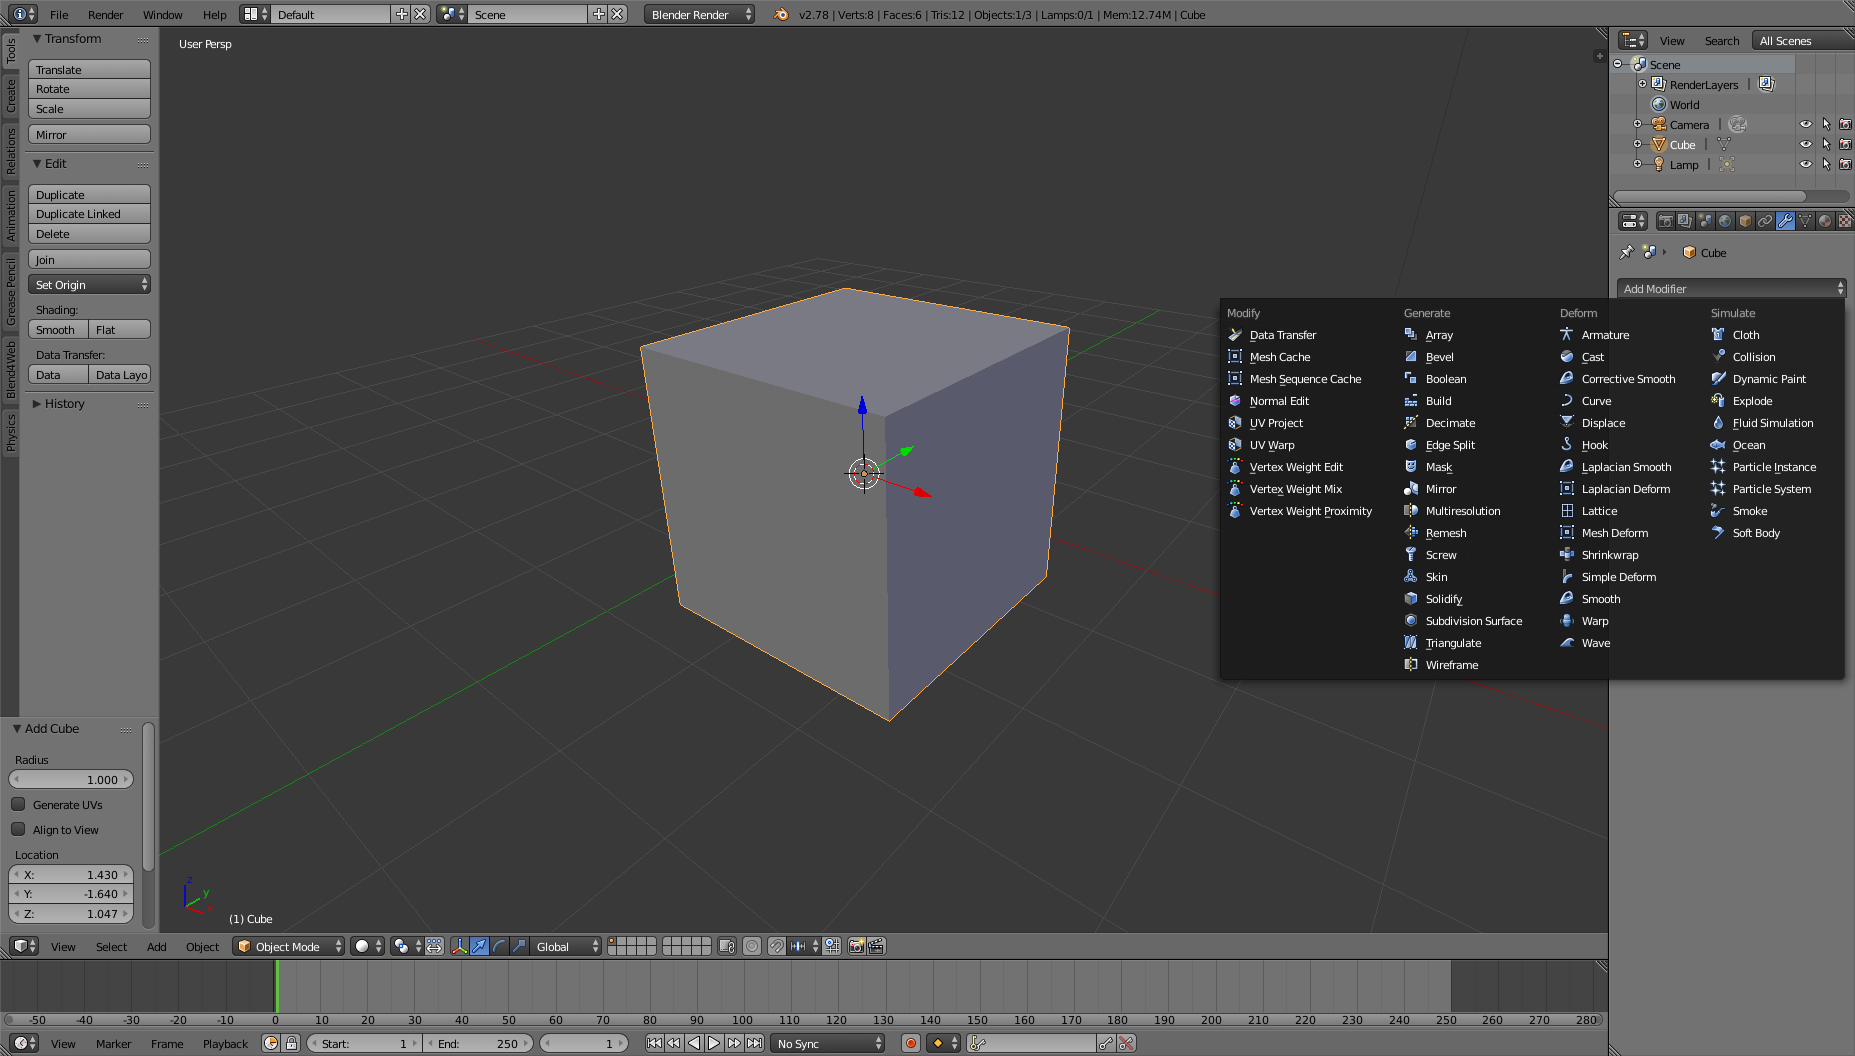 File Render Window Help Default Scene Blender Render v2.78 | Verts:8 | Faces:6 | Tris:12 | Objects:1/3 | Lamps:0/1 | Mem:12.74M | Cube
Tools
Create
Relations
Animation
Grease Pencil
Blend4Web
Physics
Transform
Translate
Rotate
Scale
Mirror
Edit
Duplicate
Duplicate Linked
Delete
Join
Set Origin
Shading:
Smooth Flat
Data Transfer:
Data Data Layo
History
Add Cube
Radius
1.000
Generate UVs
Align to View
Location
X: 1.430
Y: -1.640
Z: 1.047
User Persp
z
y
x
(1) Cube
View Search All Scenes
Scene
RenderLayers |
World
Camera |
Cube |
Lamp |
Cube
Add Modifier
Modify
Data Transfer
Mesh Cache
Mesh Sequence Cache
Normal Edit
UV Project
UV Warp
Vertex Weight Edit
Vertex Weight Mix
Vertex Weight Proximity
Generate
Array
Bevel
Boolean
Build
Decimate
Edge Split
Mask
Mirror
Multiresolution
Remesh
Screw
Skin
Solidify
Subdivision Surface
Triangulate
Wireframe
Deform
Armature
Cast
Corrective Smooth
Curve
Displace
Hook
Laplacian Smooth
Laplacian Deform
Lattice
Mesh Deform
Shrinkwrap
Simple Deform
Smooth
Warp
Wave
Simulate
Cloth
Collision
Dynamic Paint
Explode
Fluid Simulation
Ocean
Particle Instance
Particle System
Smoke
Soft Body
View Select Add Object Object Mode Global
-50 -40 -30 -20 -10 0 10 20 30 40 50 60 70 80 90 100 110 120 130 140 150 160 170 180 190 200 210 220 230 240 250 260 270 280
View Marker Frame Playback Start: 1 End: 250 1 No Sync